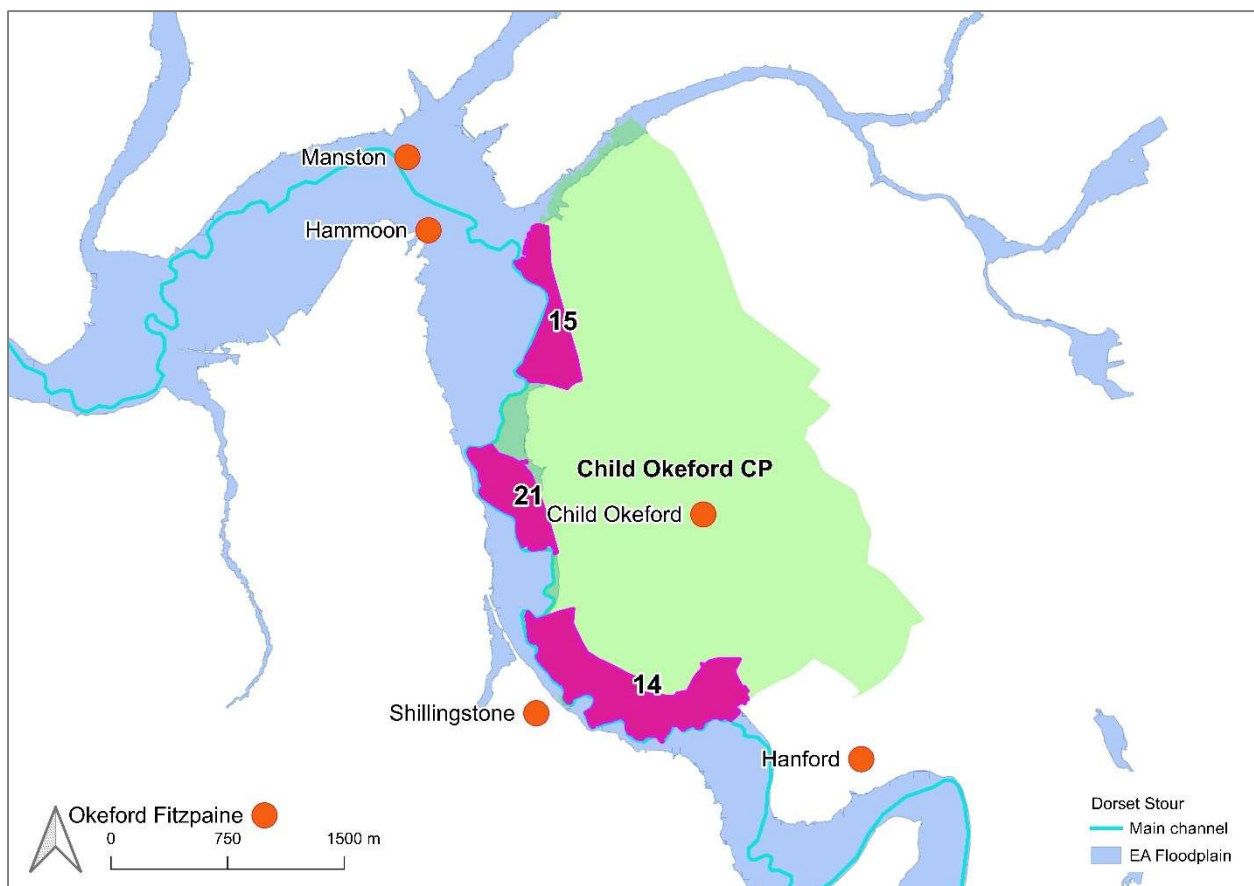 Manston
Hammoon
15
Child Okeford CP
21
Child Okeford
14
Shillingstone
Hanford
Okeford Fitzpaine
0 750 1500 m
Dorset Stour
Main channel
EA Floodplain